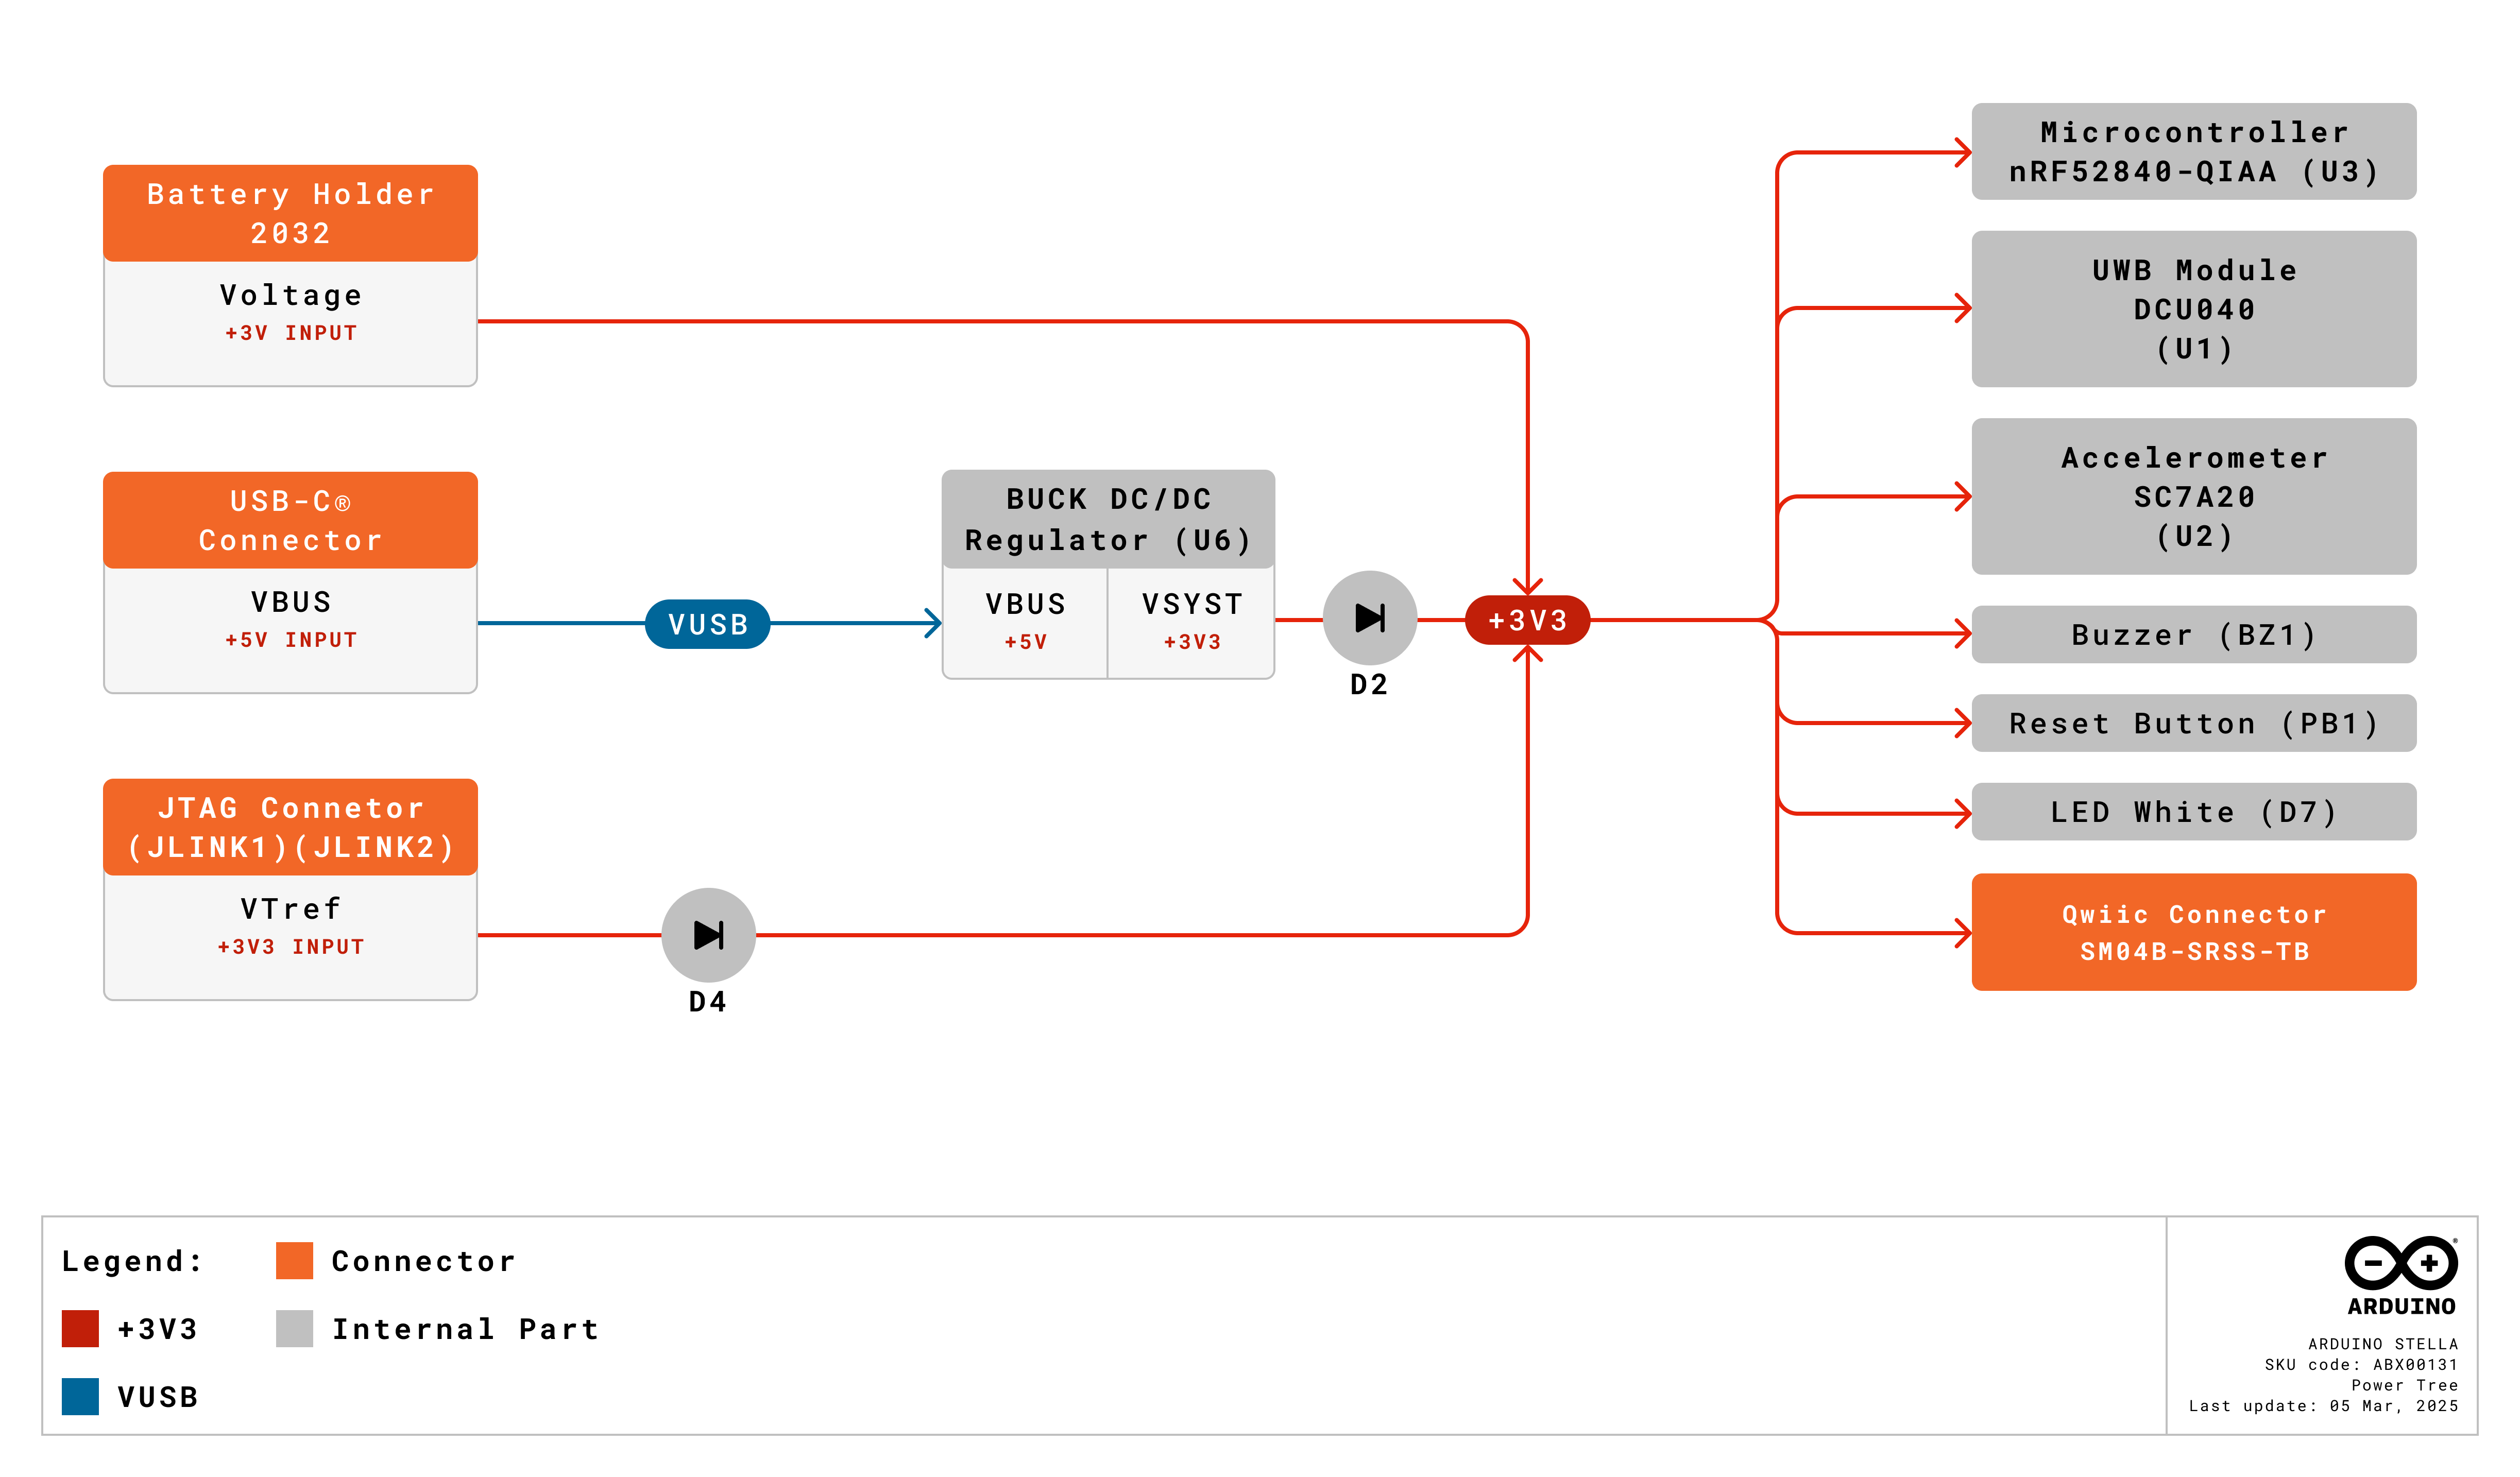 Battery Holder
2032
Voltage
+3V INPUT
USB-C®
Connector
VBUS
+5V INPUT
JTAG Connetor
(JLINK1)(JLINK2)
VTref
+3V3 INPUT
VUSB
D4
BUCK DC/DC
Regulator (U6)
VBUS
+5V
VSYST
+3V3
D2
+3V3
Microcontroller
nRF52840-QIAA (U3)
UWB Module
DCU040
(U1)
Accelerometer
SC7A20
(U2)
Buzzer (BZ1)
Reset Button (PB1)
LED White (D7)
Qwiic Connector
SM04B-SRSS-TB
Legend:
+3V3
VUSB
Connector
Internal Part
®
ARDUINO
ARDUINO STELLA
SKU code: ABX00131
Power Tree
Last update: 05 Mar, 2025